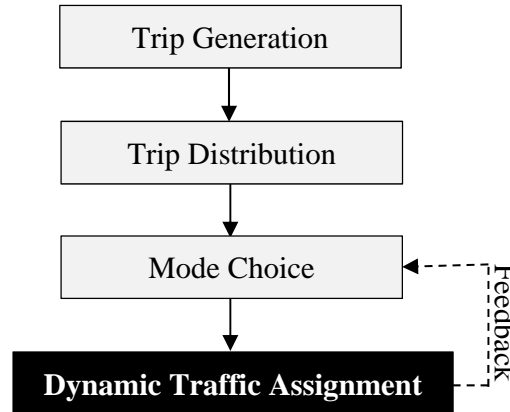 Trip Generation
Trip Distribution
Mode Choice
Feedback
Dynamic Traffic Assignment